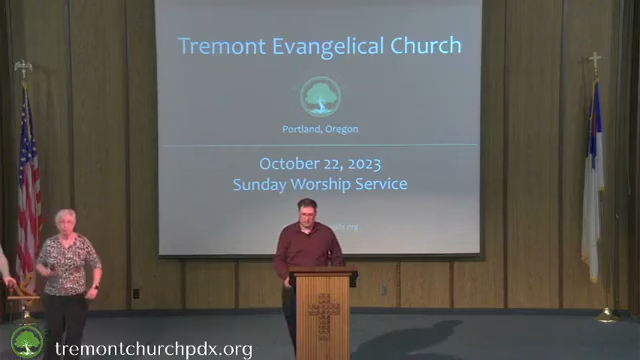 Tremont Evangelical Church
Portland, Oregon
October 22, 2023
Sunday Worship Service
tremontchurchpdx.org